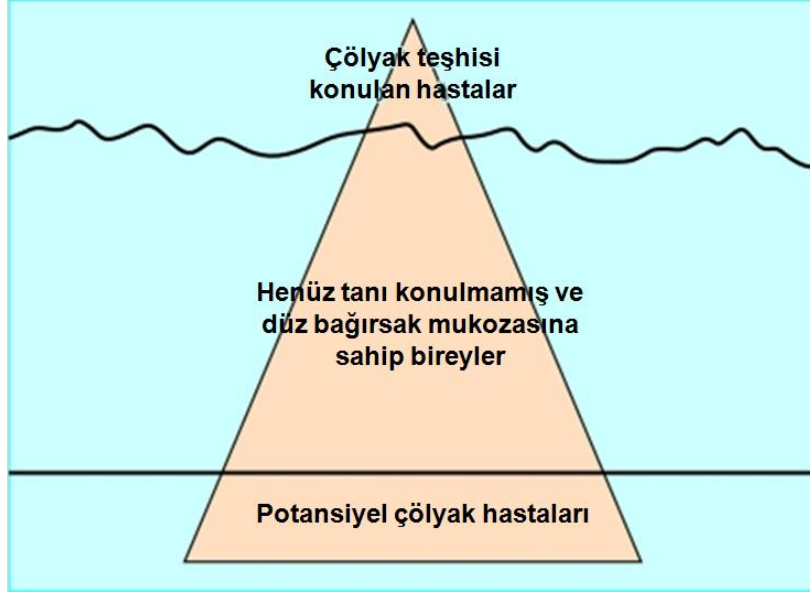 Çölyak teşhisi
konulan hastalar
Henüz tanı konulmamış ve
düz bağırsak mukozasına
sahip bireyler
Potansiyel çölyak hastaları